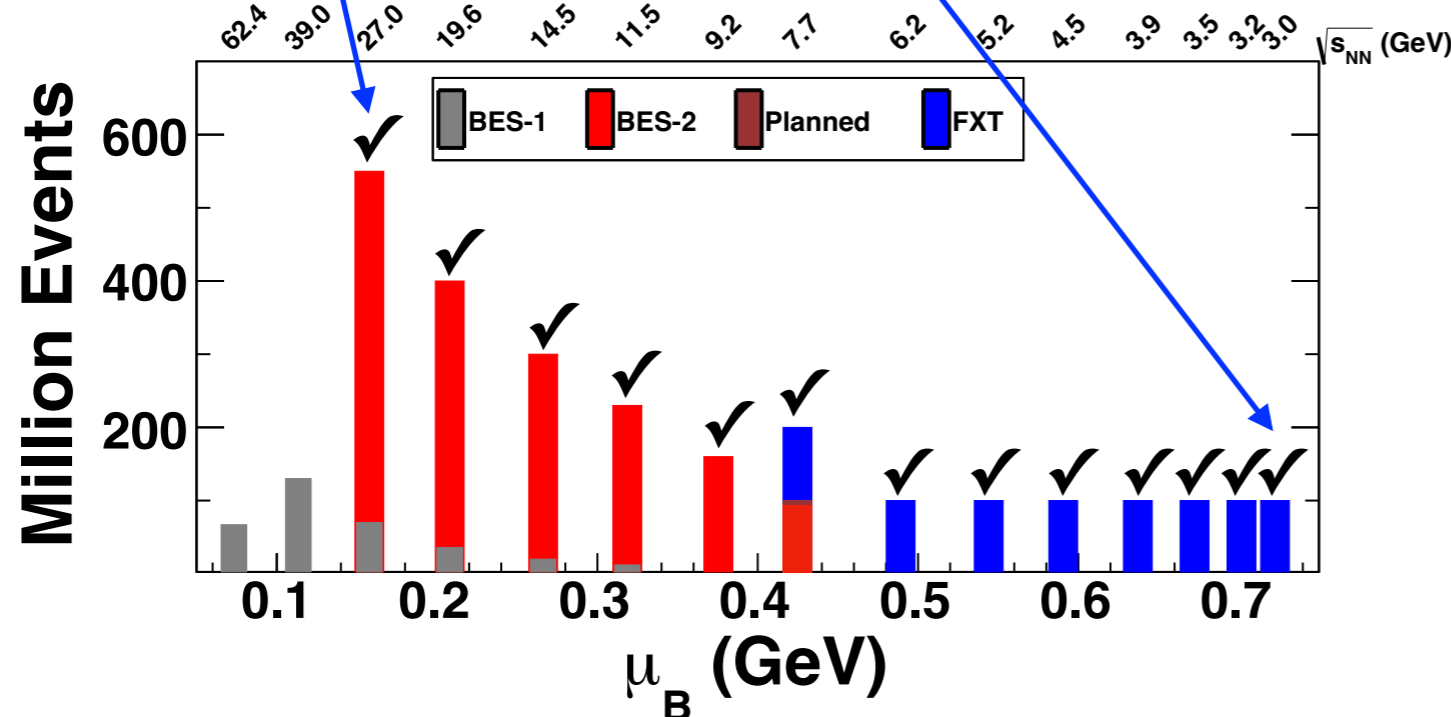 62.4 39.0 27.0 19.6 14.5 11.5 9.2 7.7 6.2 5.2 4.5 3.9 3.5 3.2 3.0 √sNN (GeV)
BES-1 BES-2 Planned FXT
Million Events
600
400
200
0.1 0.2 0.3 0.4 0.5 0.6 0.7
μB (GeV)